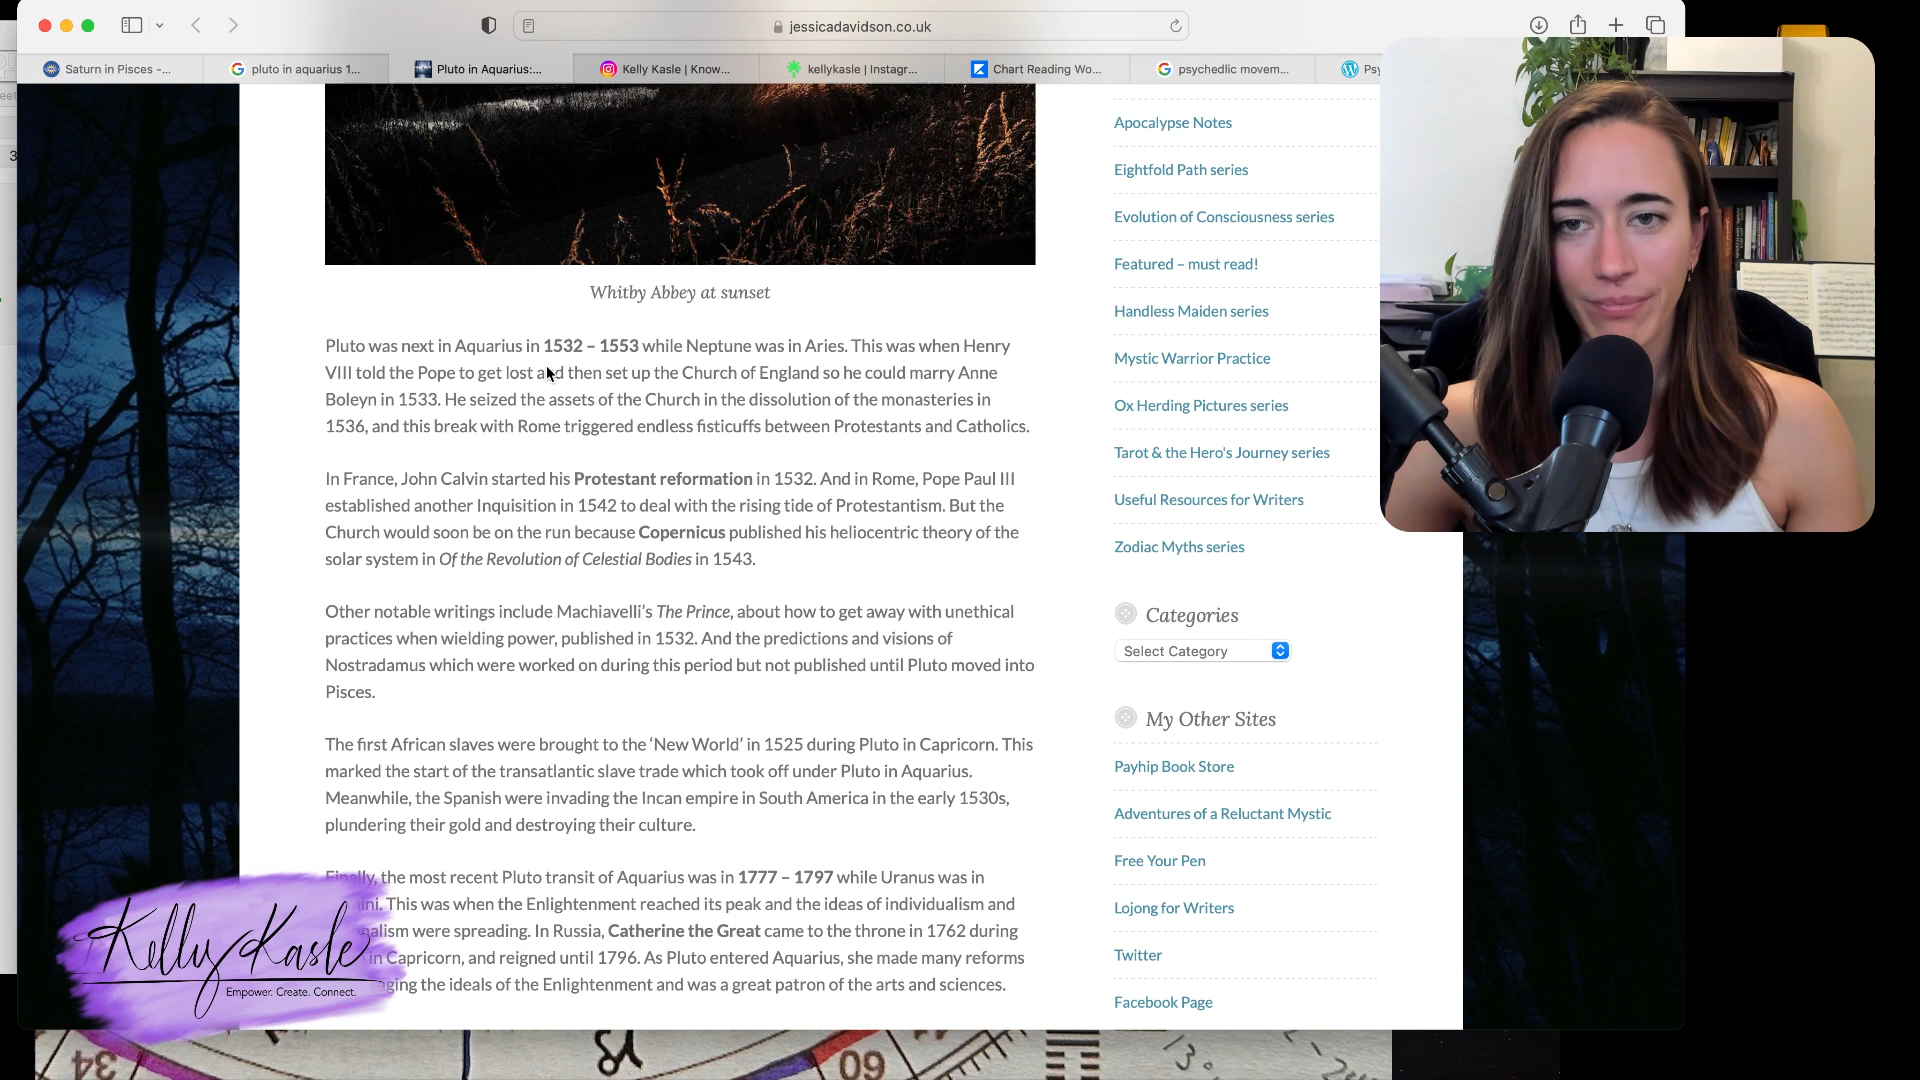 jessicadavidson.co.uk
Saturn in Pisces -...
pluto in aquarius 1...
Pluto in Aquarius:...
Kelly Kasle | Know...
kellykasle | Instagr...
Chart Reading Wo...
psychedlic movem...
Psy
eet
3
Whitby Abbey at sunset
Pluto was next in Aquarius in 1532 – 1553 while Neptune was in Aries. This was when Henry
VIII told the Pope to get lost and then set up the Church of England so he could marry Anne
Boleyn in 1533. He seized the assets of the Church in the dissolution of the monasteries in
1536, and this break with Rome triggered endless fisticuffs between Protestants and Catholics.
In France, John Calvin started his Protestant reformation in 1532. And in Rome, Pope Paul III
established another Inquisition in 1542 to deal with the rising tide of Protestantism. But the
Church would soon be on the run because Copernicus published his heliocentric theory of the
solar system in Of the Revolution of Celestial Bodies in 1543.
Other notable writings include Machiavelli’s The Prince, about how to get away with unethical
practices when wielding power, published in 1532. And the predictions and visions of
Nostradamus which were worked on during this period but not published until Pluto moved into
Pisces.
The first African slaves were brought to the ‘New World’ in 1525 during Pluto in Capricorn. This
marked the start of the transatlantic slave trade which took off under Pluto in Aquarius.
Meanwhile, the Spanish were invading the Incan empire in South America in the early 1530s,
plundering their gold and destroying their culture.
Finally, the most recent Pluto transit of Aquarius was in 1777 – 1797 while Uranus was in
ni. This was when the Enlightenment reached its peak and the ideas of individualism and
nalism were spreading. In Russia, Catherine the Great came to the throne in 1762 during
in Capricorn, and reigned until 1796. As Pluto entered Aquarius, she made many reforms
ging the ideals of the Enlightenment and was a great patron of the arts and sciences.
Apocalypse Notes
Eightfold Path series
Evolution of Consciousness series
Featured – must read!
Handless Maiden series
Mystic Warrior Practice
Ox Herding Pictures series
Tarot & the Hero's Journey series
Useful Resources for Writers
Zodiac Myths series
Categories
Select Category
My Other Sites
Payhip Book Store
Adventures of a Reluctant Mystic
Free Your Pen
Lojong for Writers
Twitter
Facebook Page
Kelly Kasle
Empower. Create. Connect.
34
09
13°